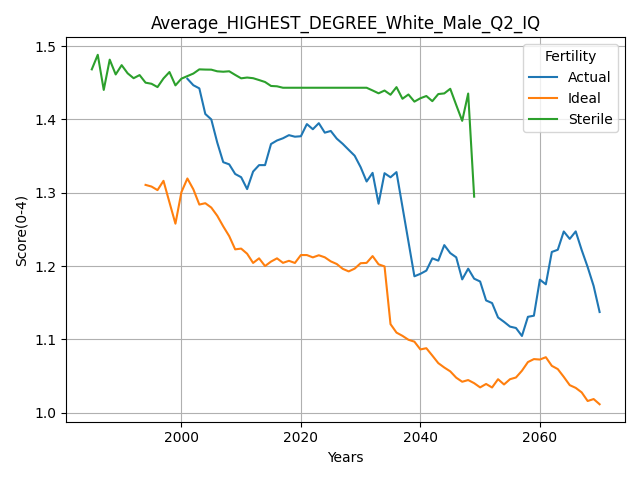 Average_HIGHEST_DEGREE_White_Male_Q2_IQ
Score(0-4)
1.5
1.4
1.3
1.2
1.1
1.0
2000
2020
2040
2060
Years
Fertility
Actual
Ideal
Sterile